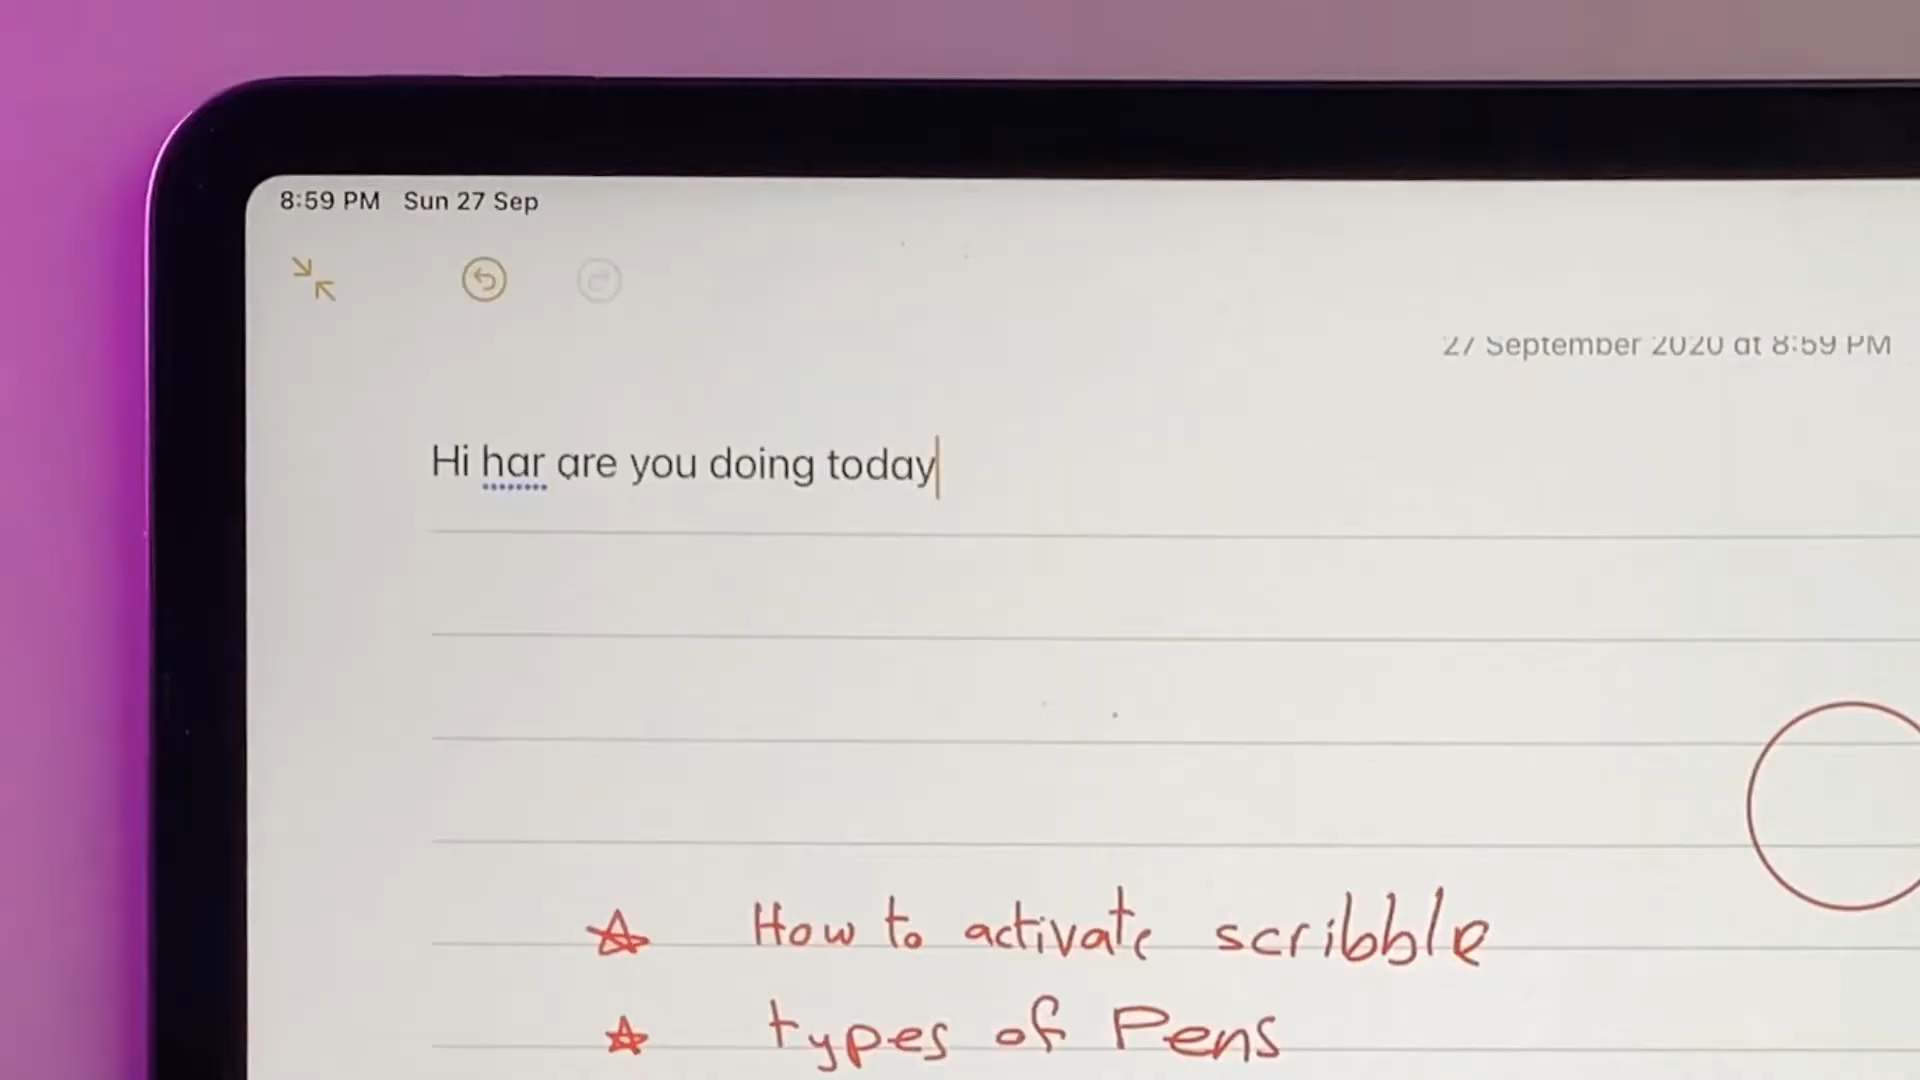 8:59 PM Sun 27 Sep
27 September 2020 at 8:59 PM
Hi har are you doing today
How to activate scribble
types of Pens